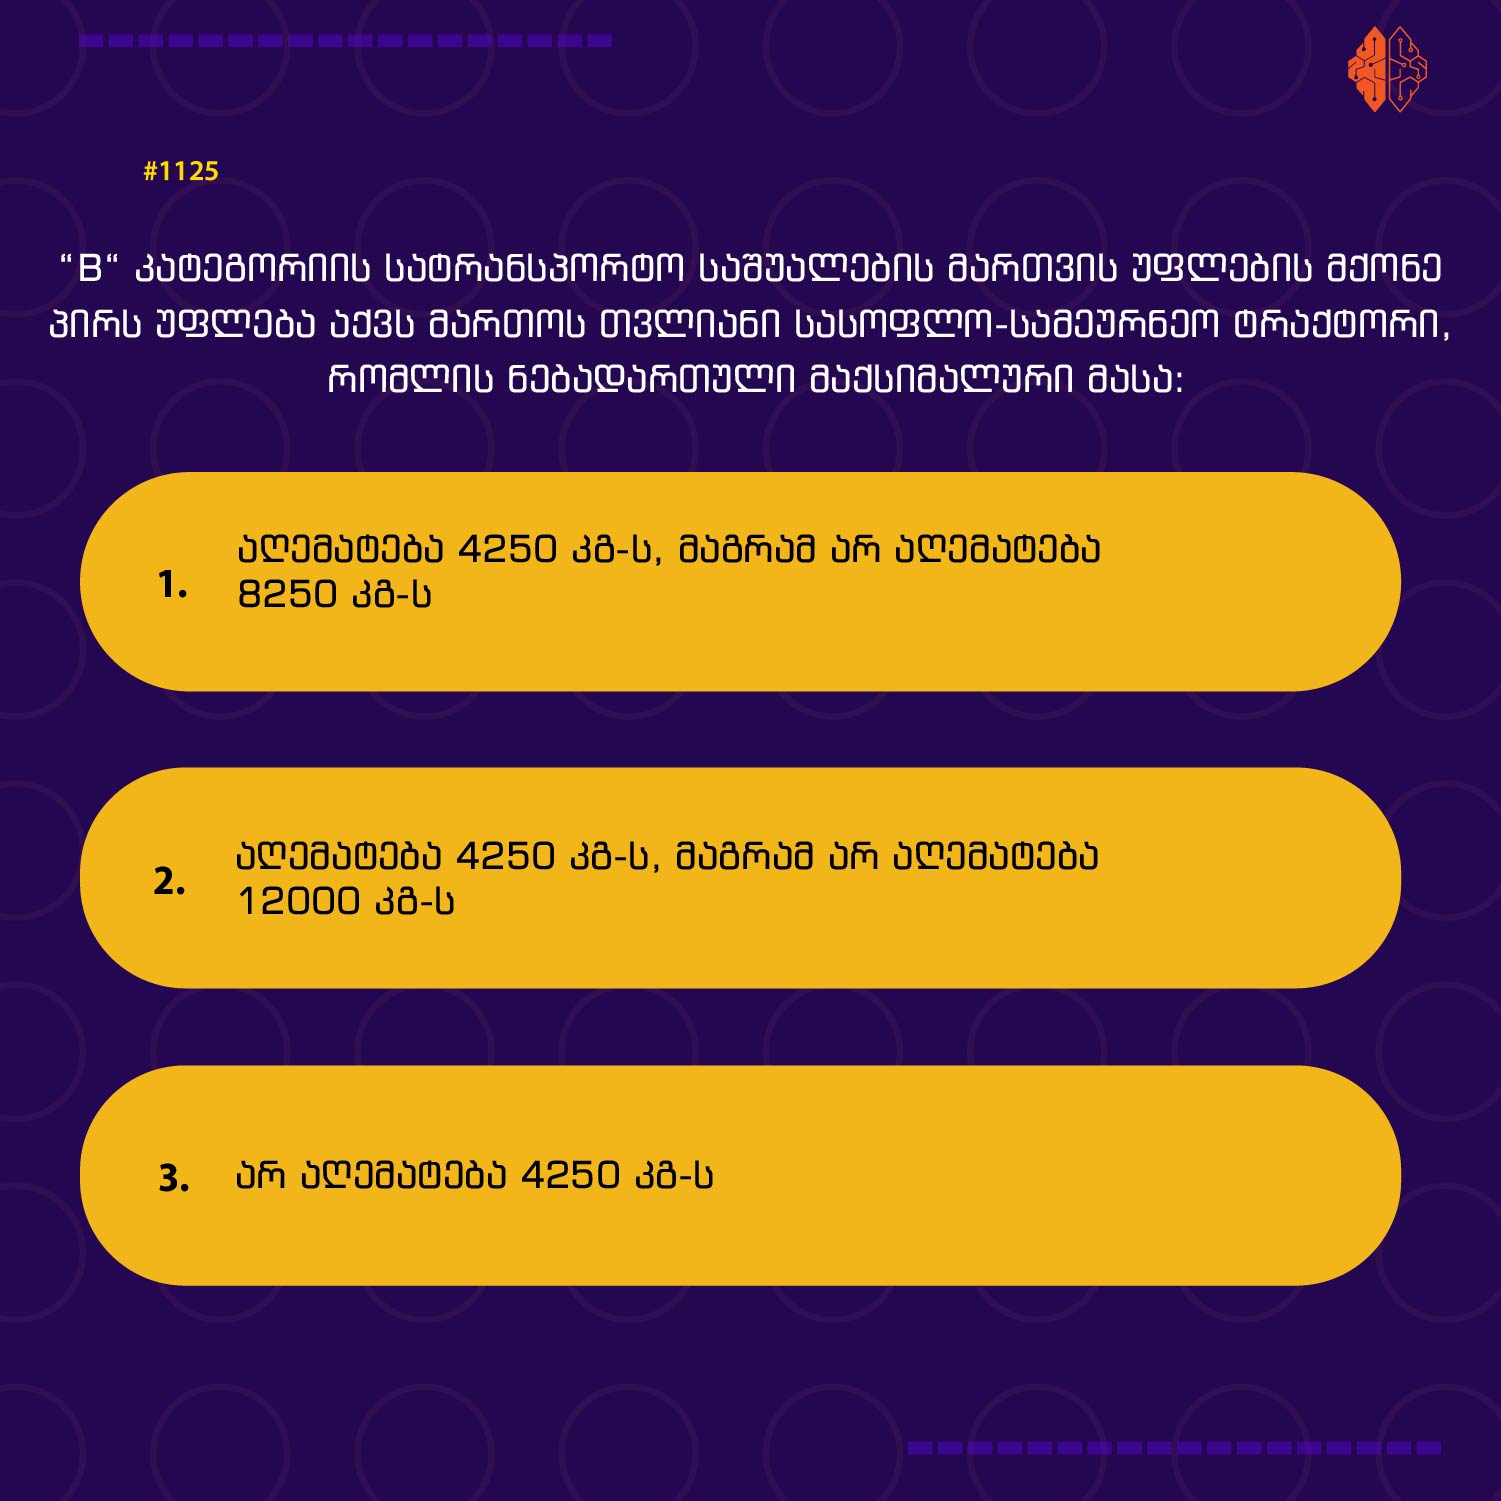 #1125
“B“ კატეგორიის სატრანსპორტო საშუალების მართვის უფლების მქონე
პირს უფლება აქვს მართოს თვლიანი სასოფლო-სამეურნეო ტრაქტორი,
რომლის ნებადართული მაქსიმალური მასა:
1. აღემატება 4250 კგ-ს, მაგრამ არ აღემატება
8250 კგ-ს
2. აღემატება 4250 კგ-ს, მაგრამ არ აღემატება
12000 კგ-ს
3. არ აღემატება 4250 კგ-ს